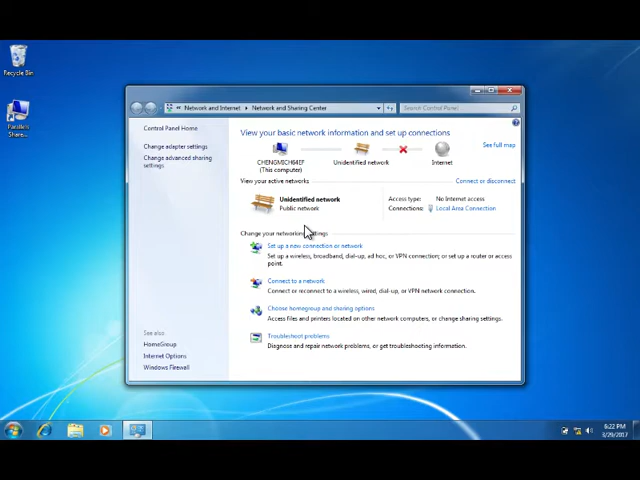 Recycle Bin
Parallels
Share...
Network and Internet
Network and Sharing Center
Search Control Panel
Control Panel Home
Change adapter settings
Change advanced sharing
settings
See also
HomeGroup
Internet Options
Windows Firewall
View your basic network information and set up connections
See full map
CHENGMICH64EF
(This computer)
Unidentified network
Internet
View your active networks
Connect or disconnect
Unidentified network
Public network
Access type:
No Internet access
Connections:
Local Area Connection
Change your networking settings
Set up a new connection or network
Set up a wireless, broadband, dial-up, ad hoc, or VPN connection; or set up a router or access
point.
Connect to a network
Connect or reconnect to a wireless, wired, dial-up, or VPN network connection.
Choose homegroup and sharing options
Access files and printers located on other network computers, or change sharing settings.
Troubleshoot problems
Diagnose and repair network problems, or get troubleshooting information.
6:22 PM
3/29/2017